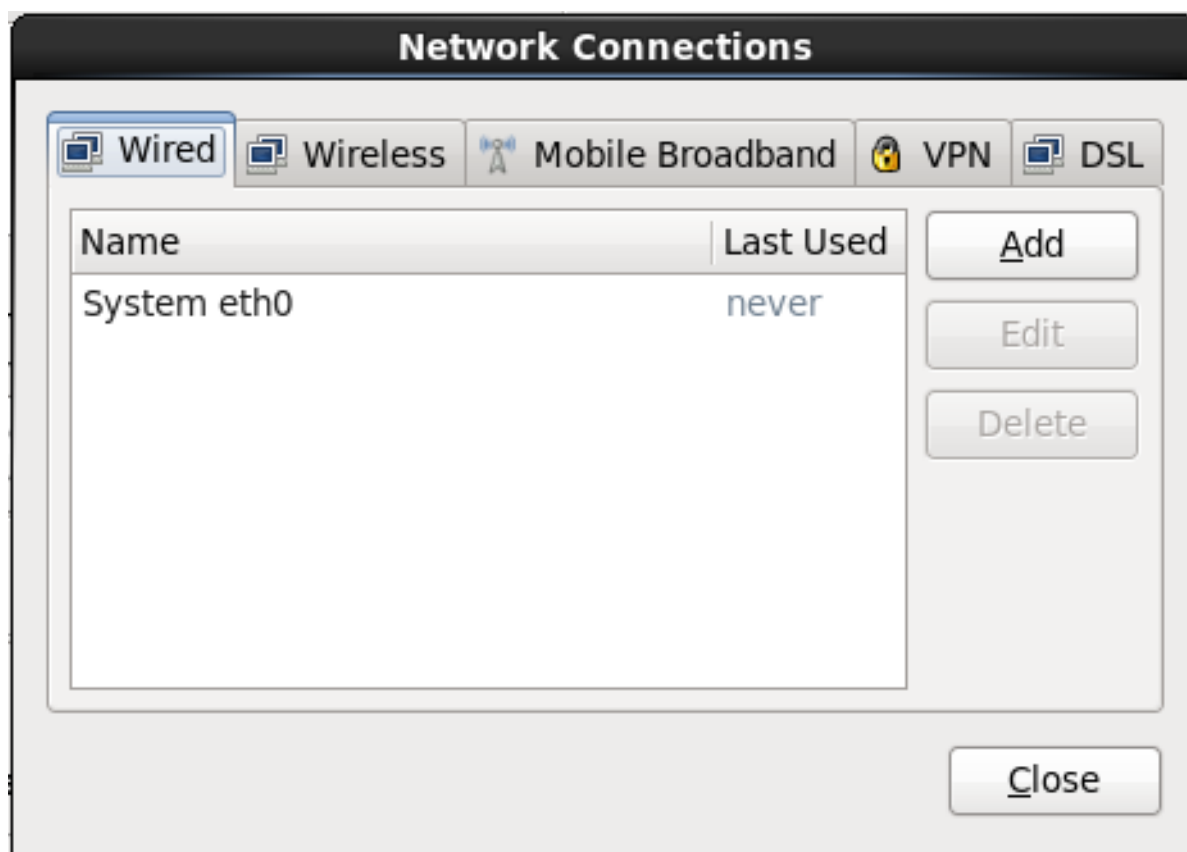 Network Connections
Wired Wireless Mobile Broadband VPN DSL
Name Last Used Add
System eth0 never
Edit
Delete
Close